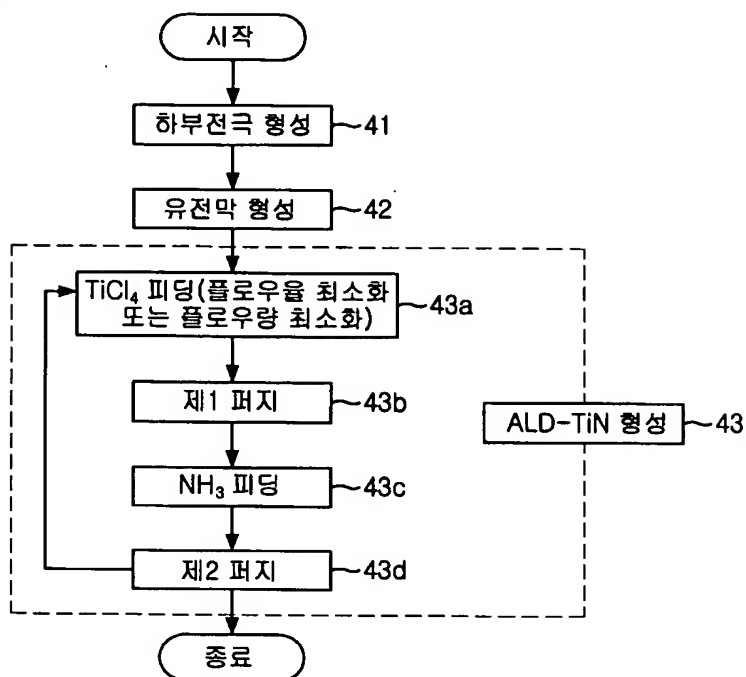 시작
하부전극 형성 41
유전막 형성 42
TiCl₄ 피딩(플로우율 최소화
또는 플로우량 최소화) 43a
제1 퍼지 43b
ALD-TiN 형성 43
NH₃ 피딩 43c
제2 퍼지 43d
종료